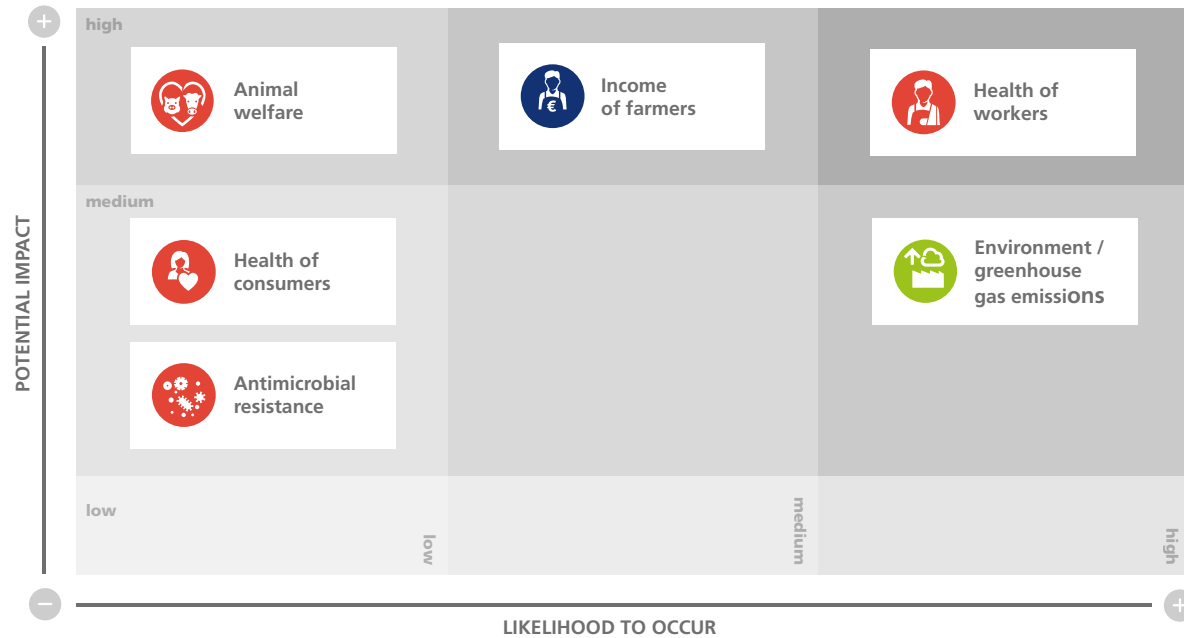 high
Animal
welfare
€
Income
of farmers
Health of
workers
medium
Health of
consumers
Environment /
greenhouse
gas emissions
Antimicrobial
resistance
low
low
medium
high
POTENTIAL IMPACT
LIKELIHOOD TO OCCUR